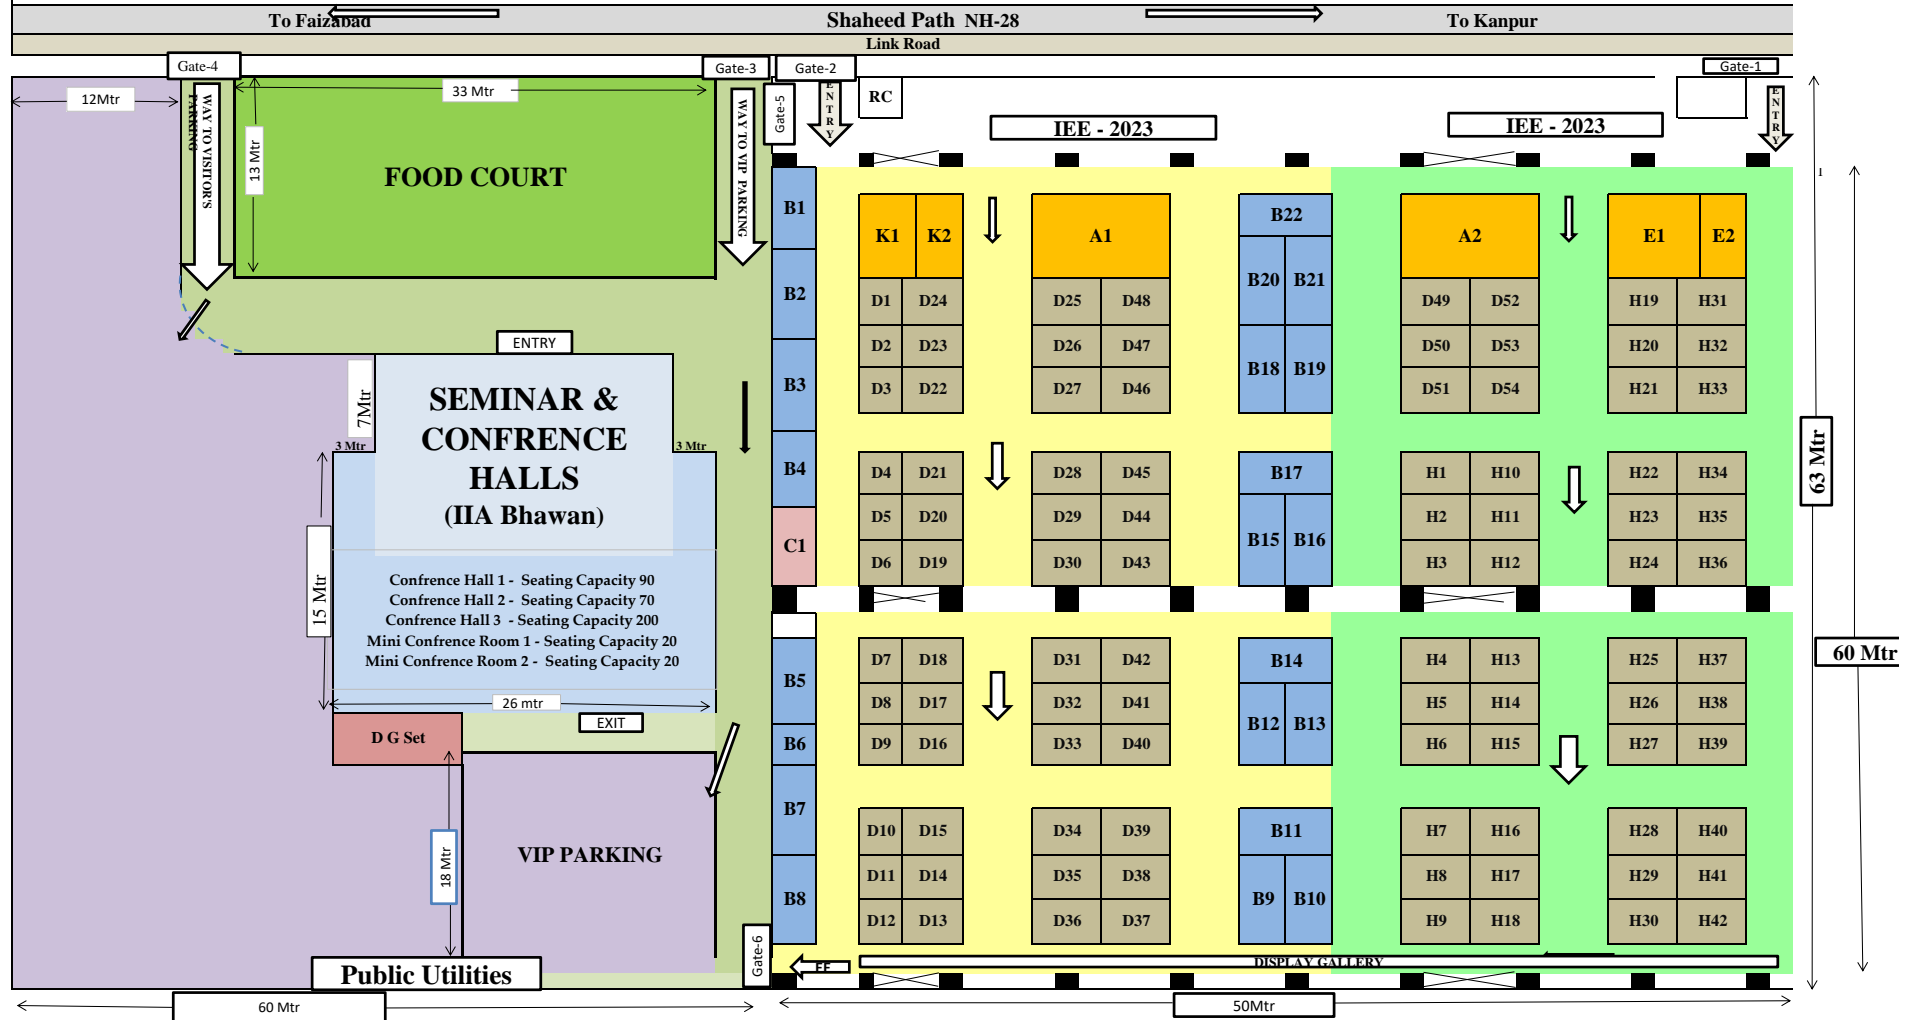 To Faizabad
Shaheed Path NH-28
To Kanpur
Link Road
Gate-4
Gate-3
Gate-2
Gate-1
12Mtr
33 Mtr
13 Mtr
WAY TO VISITOR'S PARKING
WAY TO VIP PARKING
Gate-5
ENTRY
RC
IEE - 2023
IEE - 2023
ENTRY
1
FOOD COURT
ENTRY
7Mtr
SEMINAR &
CONFRENCE
HALLS
(IIA Bhawan)
3 Mtr
3 Mtr
15 Mtr
Confrence Hall 1 - Seating Capacity 90
Confrence Hall 2 - Seating Capacity 70
Confrence Hall 3 - Seating Capacity 200
Mini Confrence Room 1 - Seating Capacity 20
Mini Confrence Room 2 - Seating Capacity 20
26 mtr
EXIT
D G Set
18 Mtr
VIP PARKING
Public Utilities
Gate-6
60 Mtr
B1
B2
B3
B4
C1
B5
B6
B7
B8
K1 K2 A1 B22 A2 E1 E2
B20 B21
D1 D24 D25 D48 D49 D52 H19 H31
D2 D23 D26 D47 D50 D53 H20 H32
B18 B19
D3 D22 D27 D46 D51 D54 H21 H33
D4 D21 D28 D45 B17 H1 H10 H22 H34
D5 D20 D29 D44 H2 H11 H23 H35
B15 B16
D6 D19 D30 D43 H3 H12 H24 H36
D7 D18 D31 D42 B14 H4 H13 H25 H37
D8 D17 D32 D41 H5 H14 H26 H38
B12 B13
D9 D16 D33 D40 H6 H15 H27 H39
D10 D15 D34 D39 B11 H7 H16 H28 H40
D11 D14 D35 D38 H8 H17 H29 H41
B9 B10
D12 D13 D36 D37 H9 H18 H30 H42
DISPLAY GALLERY
50Mtr
63 Mtr
60 Mtr